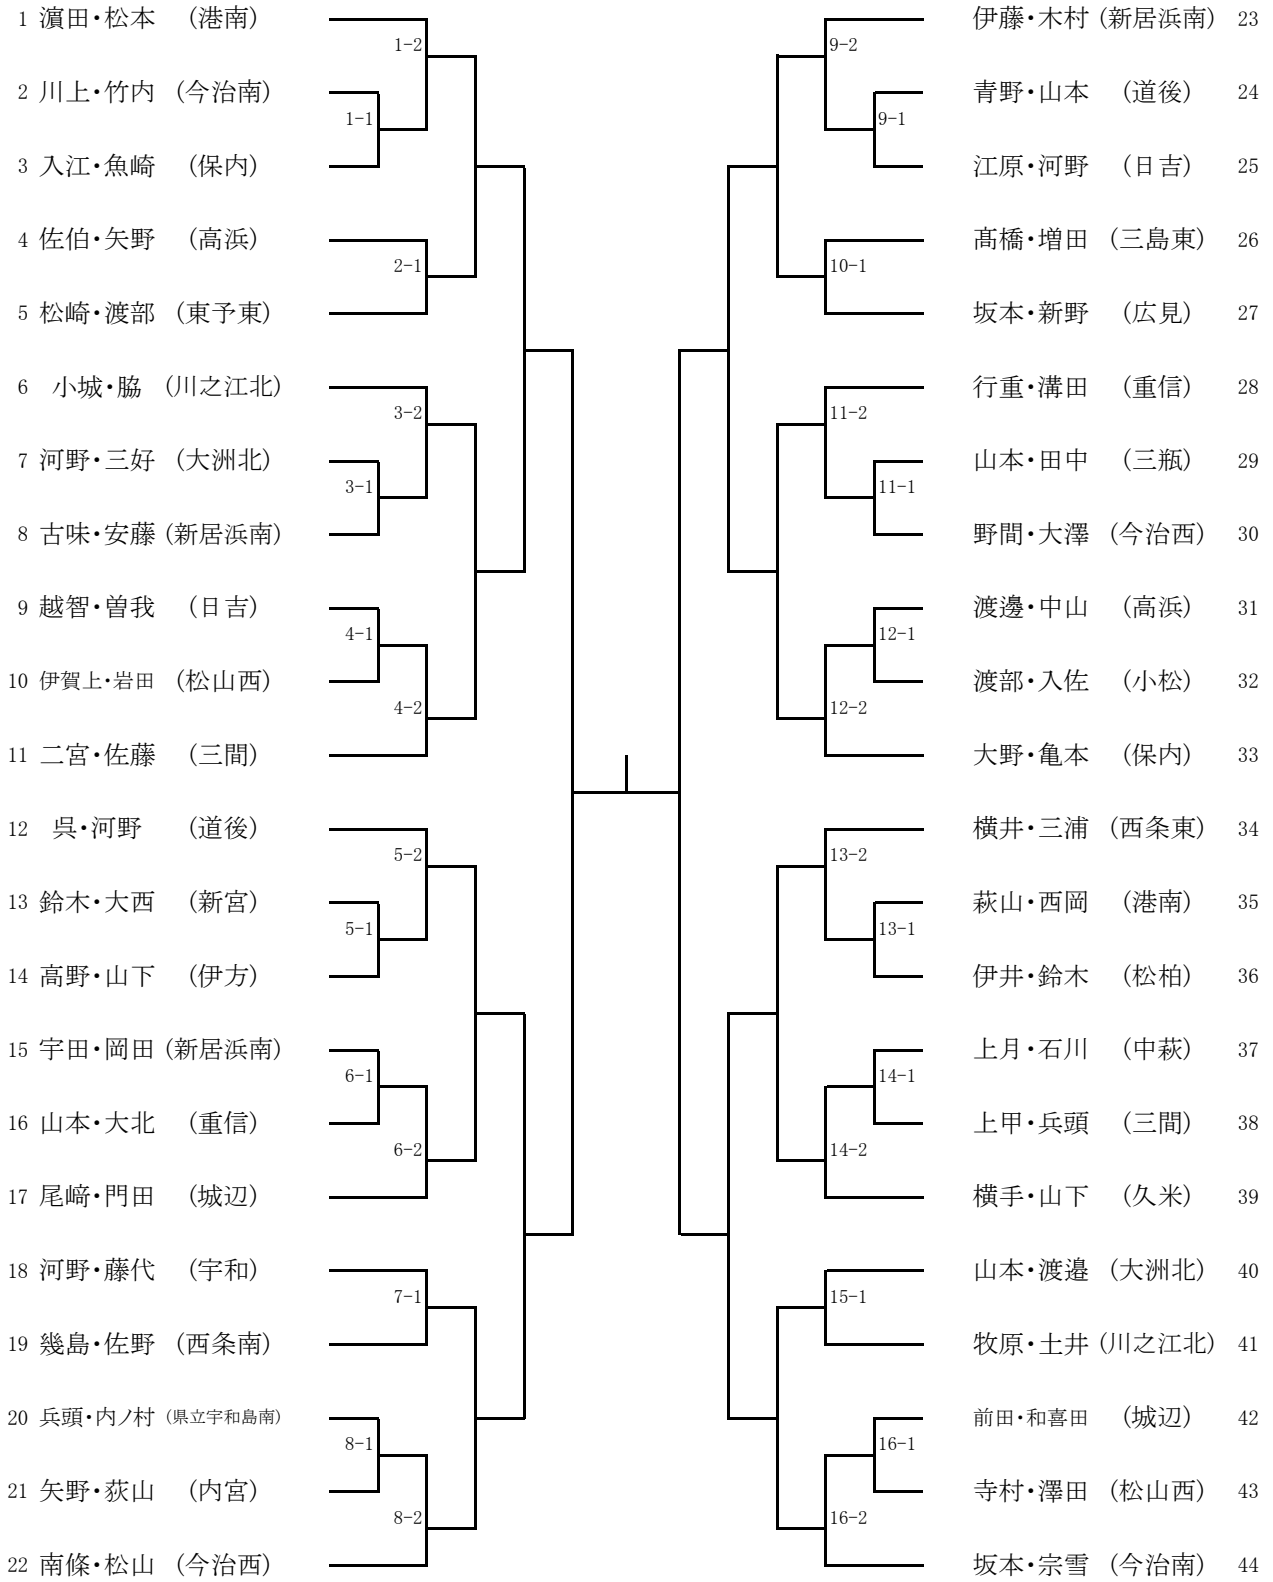 1 濵田・松本 (港南)
1-2
2 川上・竹内 (今治南)
1-1
3 入江・魚崎 (保内)
4 佐伯・矢野 (高浜)
2-1
5 松崎・渡部 (東予東)
6 小城・脇 (川之江北)
3-2
7 河野・三好 (大洲北)
3-1
8 古味・安藤 (新居浜南)
9 越智・曽我 (日吉)
4-1
10 伊賀上・岩田 (松山西)
4-2
11 二宮・佐藤 (三間)
12 呉・河野 (道後)
5-2
13 鈴木・大西 (新宮)
5-1
14 高野・山下 (伊方)
15 宇田・岡田 (新居浜南)
6-1
16 山本・大北 (重信)
6-2
17 尾﨑・門田 (城辺)
18 河野・藤代 (宇和)
7-1
19 幾島・佐野 (西条南)
20 兵頭・内ノ村 (県立宇和島南)
8-1
21 矢野・荻山 (内宮)
8-2
22 南條・松山 (今治西)
伊藤・木村 (新居浜南) 23
9-2
青野・山本 (道後) 24
9-1
江原・河野 (日吉) 25
髙橋・増田 (三島東) 26
10-1
坂本・新野 (広見) 27
行重・溝田 (重信) 28
11-2
山本・田中 (三瓶) 29
11-1
野間・大澤 (今治西) 30
渡邊・中山 (高浜) 31
12-1
渡部・入佐 (小松) 32
12-2
大野・亀本 (保内) 33
横井・三浦 (西条東) 34
13-2
萩山・西岡 (港南) 35
13-1
伊井・鈴木 (松柏) 36
上月・石川 (中萩) 37
14-1
上甲・兵頭 (三間) 38
14-2
横手・山下 (久米) 39
山本・渡邉 (大洲北) 40
15-1
牧原・土井 (川之江北) 41
前田・和喜田 (城辺) 42
16-1
寺村・澤田 (松山西) 43
16-2
坂本・宗雪 (今治南) 44